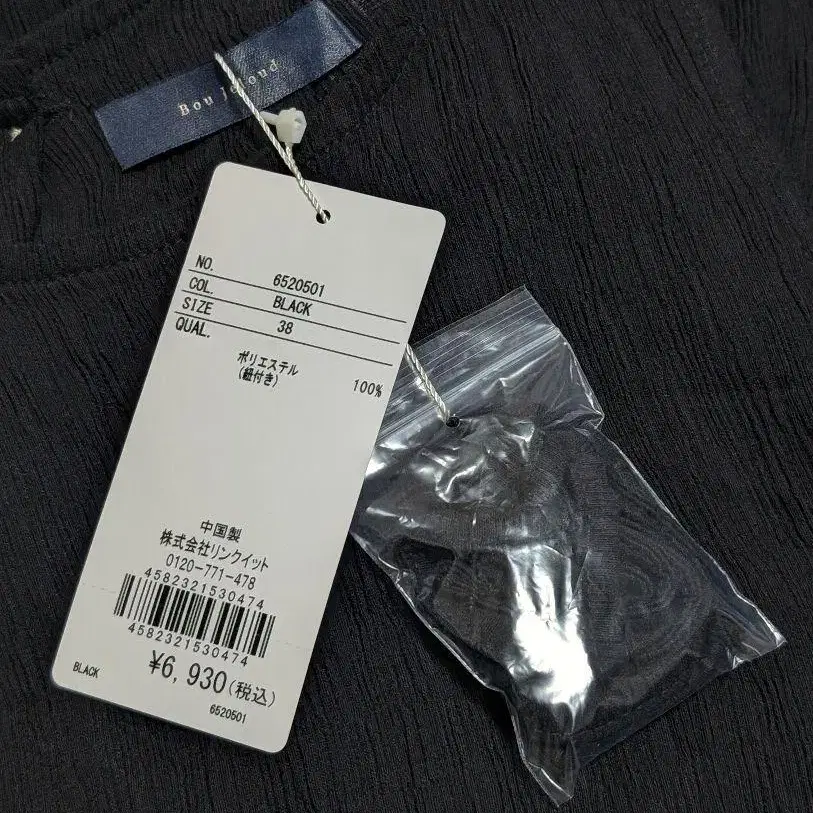 Bou Jeloud
NO. 6520501
COL. BLACK
SIZE 38
QUAL.
ポリエステル 100%
(紐付き)
中国製
株式会社リンクイット
0120-771-478
4582321530474
4582321530474
¥6,930(税込)
BLACK 6520501